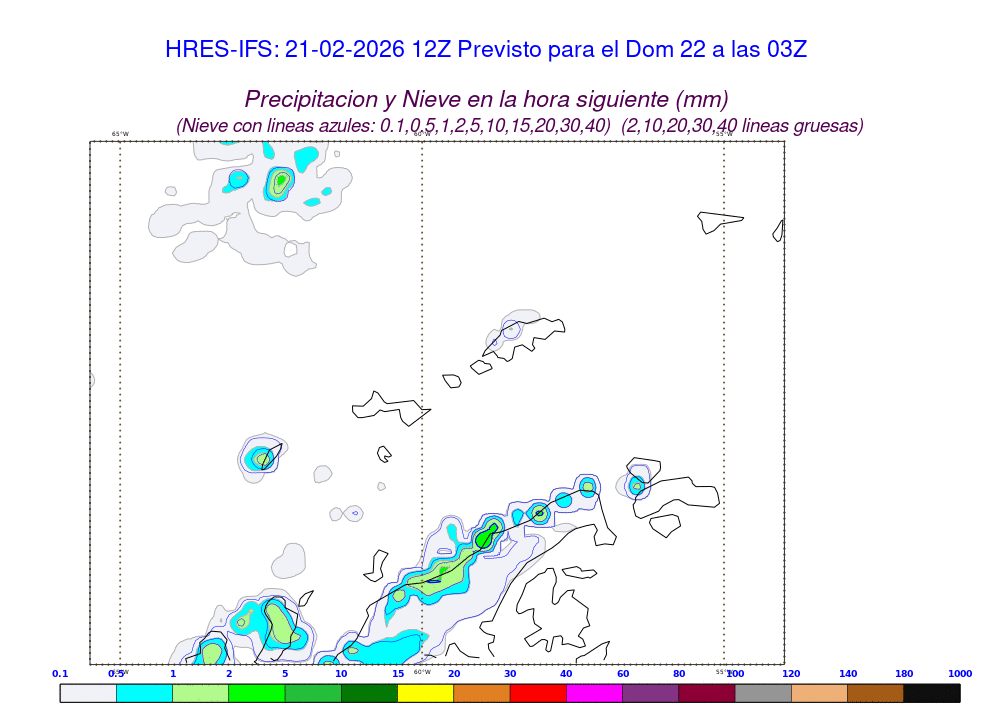 HRES-IFS: 21-02-2026 12Z Previsto para el Dom 22 a las 03Z
Precipitacion y Nieve en la hora siguiente (mm)
(Nieve con lineas azules: 0.1,0.5,1,2,5,10,15,20,30,40)  (2,10,20,30,40 lineas gruesas)
65°W 60°W 55°W
0.1 0.5 1 2 5 10 15 20 30 40 60 80 100 120 140 180 1000
65°W 60°W 55°W